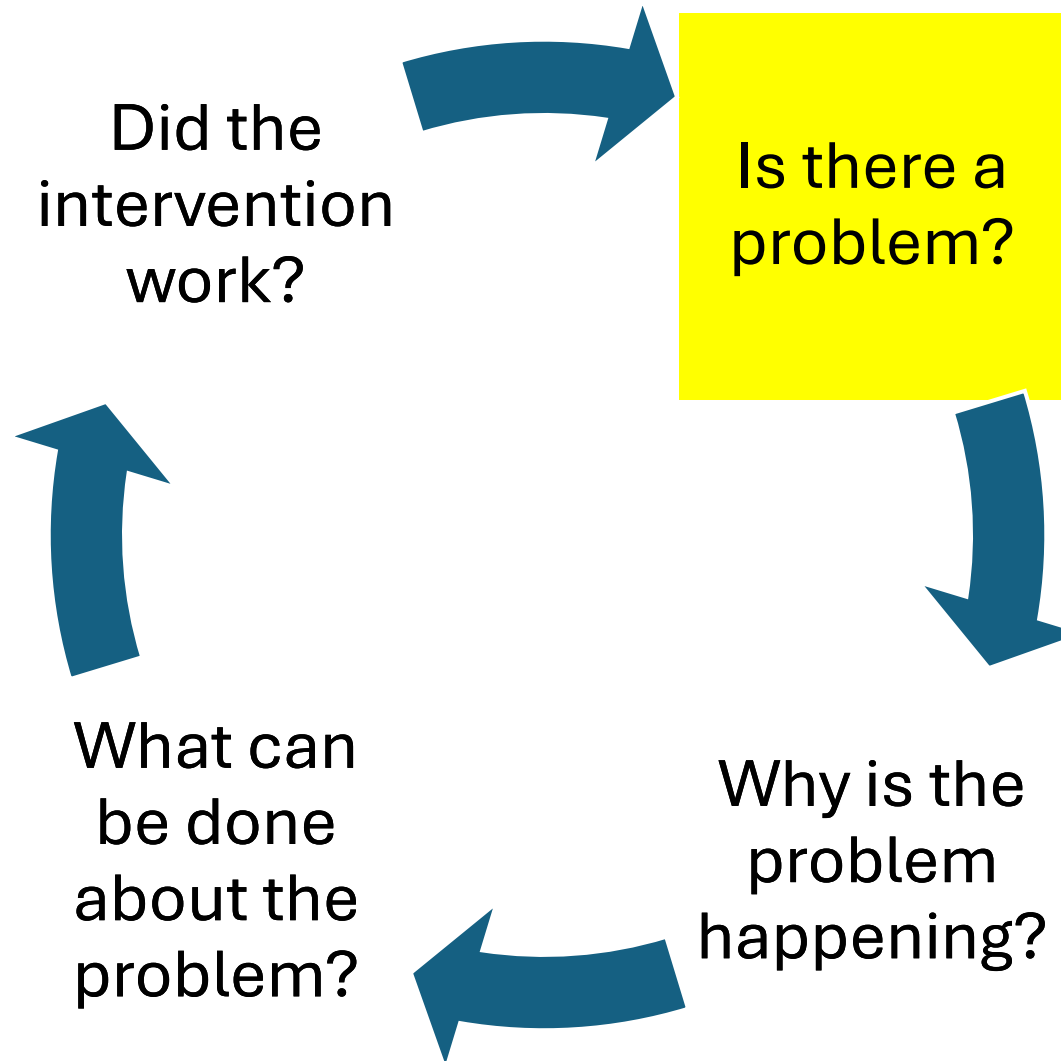 Did the
intervention
work?
Is there a
problem?
What can
be done
about the
problem?
Why is the
problem
happening?